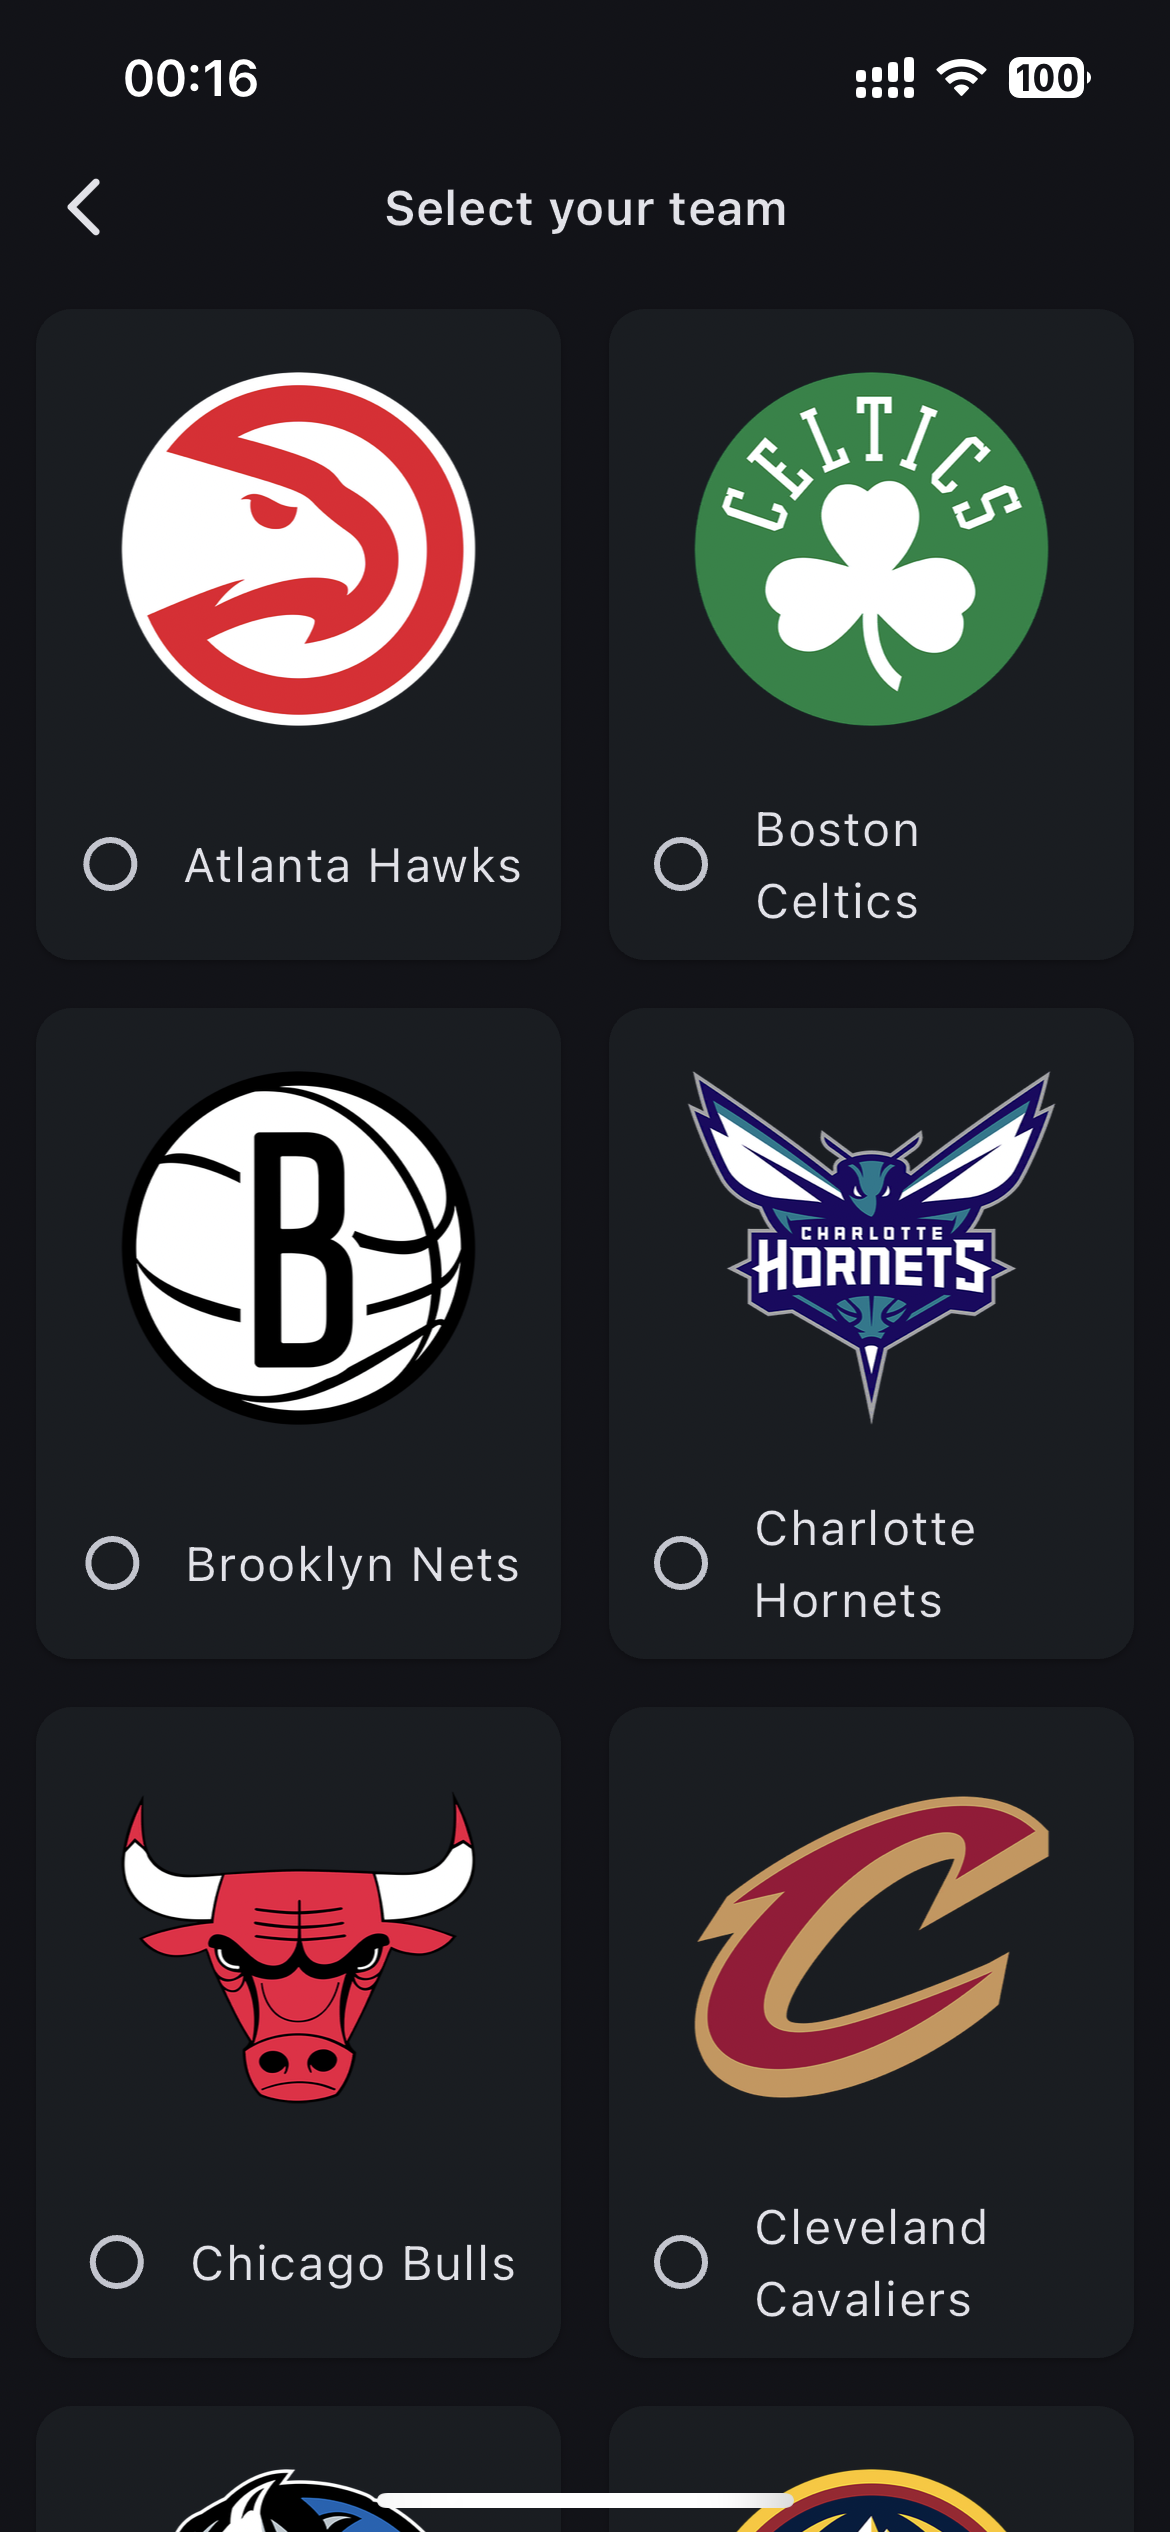 00:16
100
Select your team
CELTICS
Atlanta Hawks
Boston
Celtics
B
CHARLOTTE
HORNETS
Brooklyn Nets
Charlotte
Hornets
C
Chicago Bulls
Cleveland
Cavaliers